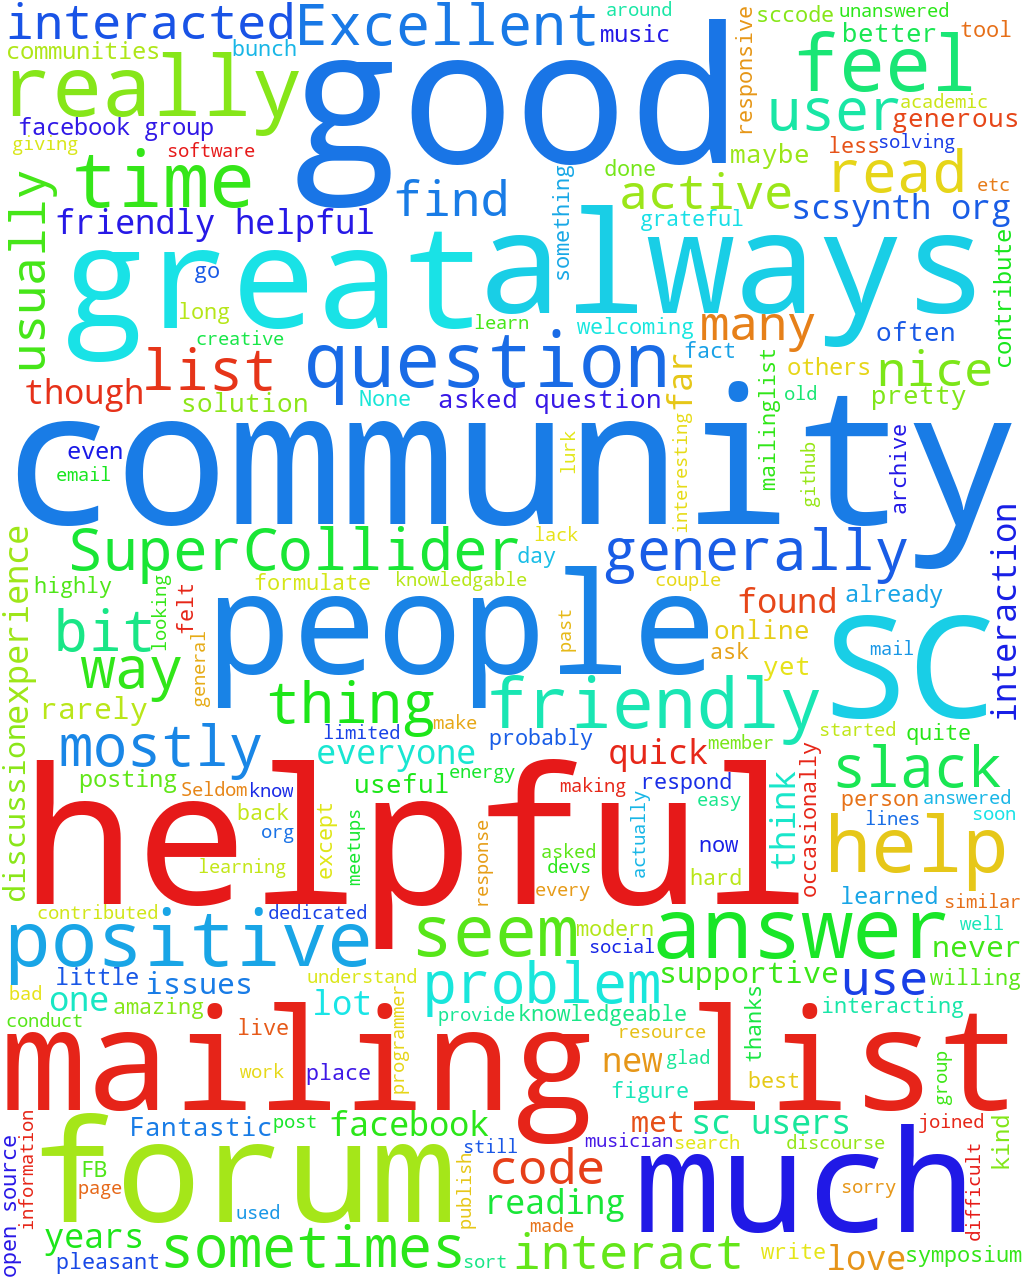 interacted
Excellent
around
music
responsive
sccode
unanswered
better
tool
communities
bunch
really
good
feel
user
academic
generous
facebook group
giving
software
time
maybe
less
solving
read
etc
usually
friendly helpful
find
something
done
active
grateful
scsynth org
contribute
go
great
always
long
creative
learn
welcoming
many
often
fact
list
question
far
mailinglist
others
nice
though
solution
None
asked question
old
pretty
community
even
email
lurk
interesting
github
archive
SuperCollider
lack
day
generally
interaction
experience
highly
looking
felt
formulate
knowledgable
couple
found
already
bit
people
past
online
SC
mail
way
general
ask
yet
rarely
thing
friendly
make
discussion
mostly
limited
everyone
probably
quick
member
started
quite
posting
Seldom
know
useful
energy
making
respond
think
occasionally
slack
person
answered
back
org
except
meetups
helpful
response
asked
devs
every
actually
easy
now
hard
help
lines
soon
learning
learned
similar
contributed
dedicated
positive
seem
modern
social
answer
well
never
little
issues
understand
problem
supportive
use
willing
bad
one
amazing
lot
programmer
provide
knowledgeable
thanks
interacting
conduct
live
resource
mailing list
work
place
new
glad
best
figure
group
information
Fantastic
post
facebook
met
sc users
joined
forum
still
musician
search
discourse
kind
open source
FB
page
publish
code
much
sorry
difficult
used
reading
years
made
pleasant
sometimes
sort
interact
write
love
symposium